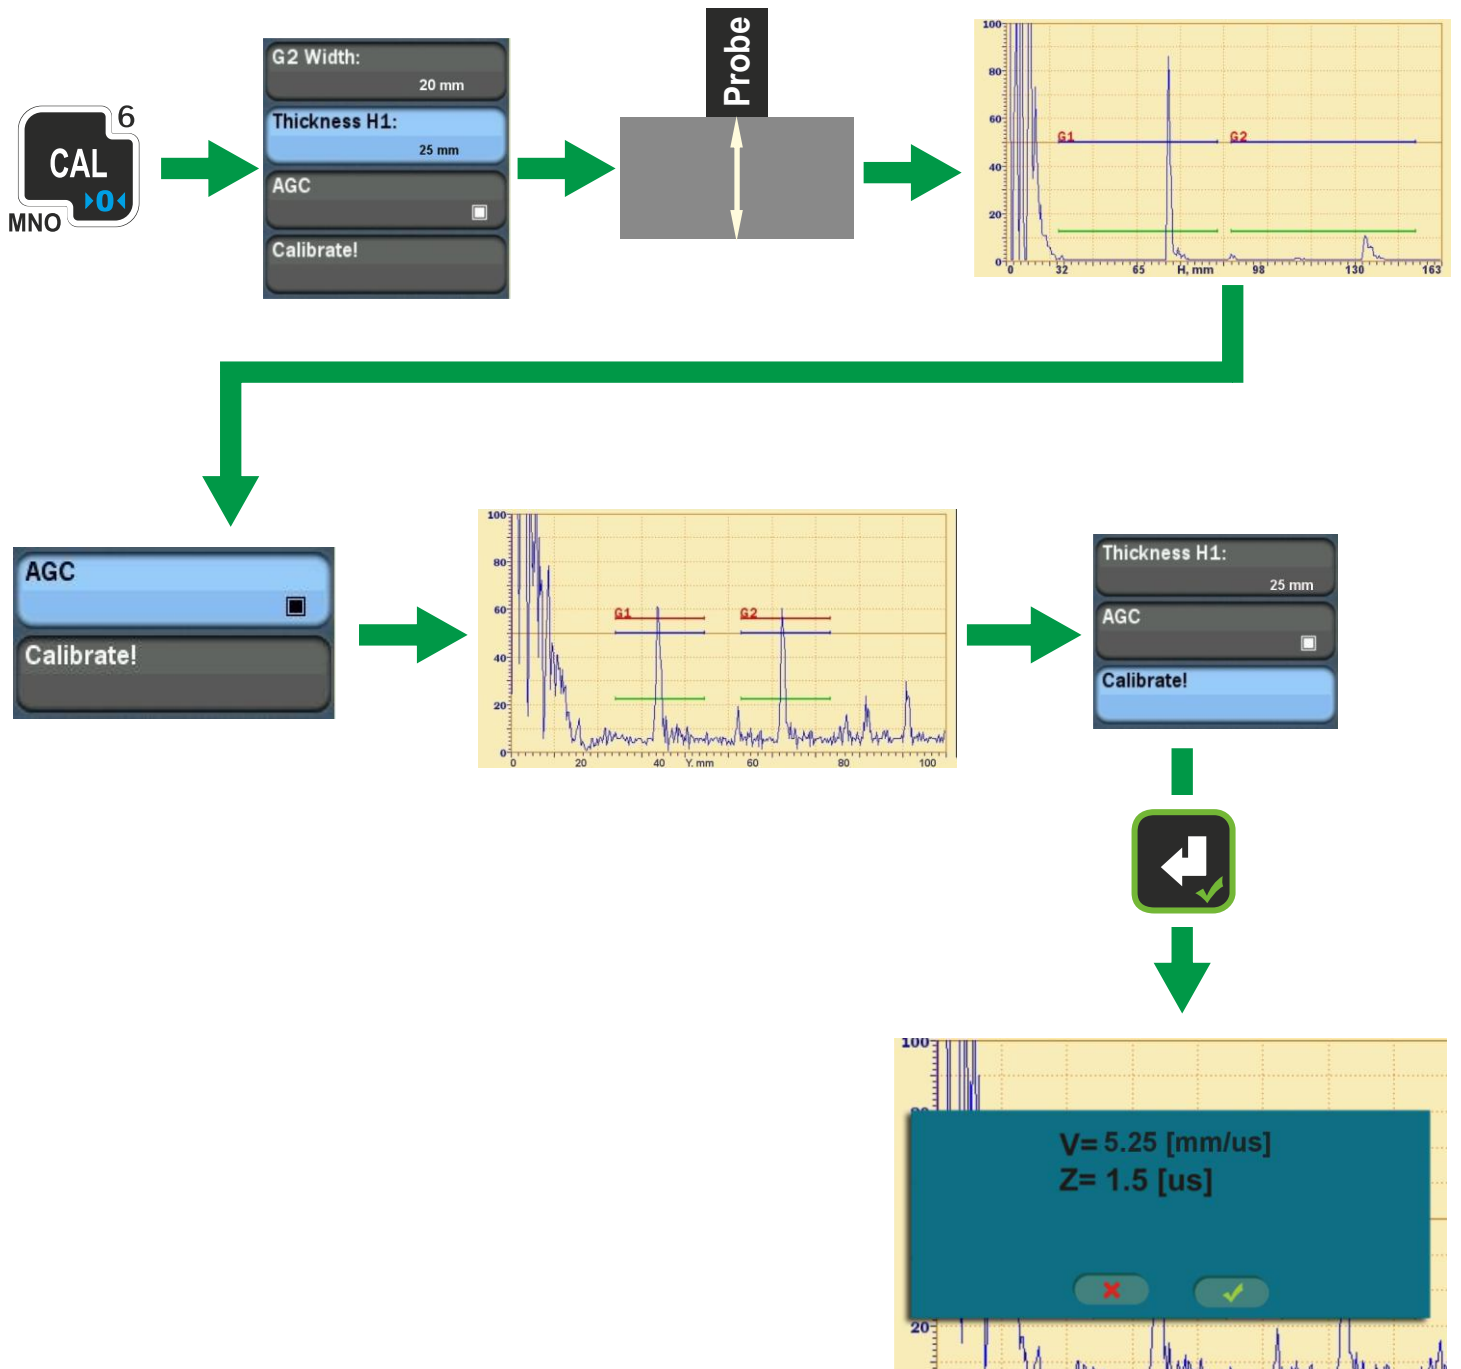 6
CAL
0
MNO
G2 Width:
20 mm
Thickness H1:
25 mm
AGC
Calibrate!
Probe
100
80
60
40
20
0
G1
G2
0 32 65 H, mm 98 130 163
AGC
Calibrate!
100
80
60
40
20
0
G1
G2
0 20 40 Y, mm 60 80 100
Thickness H1:
25 mm
AGC
Calibrate!
100
V= 5.25 [mm/us]
Z= 1.5 [us]
20